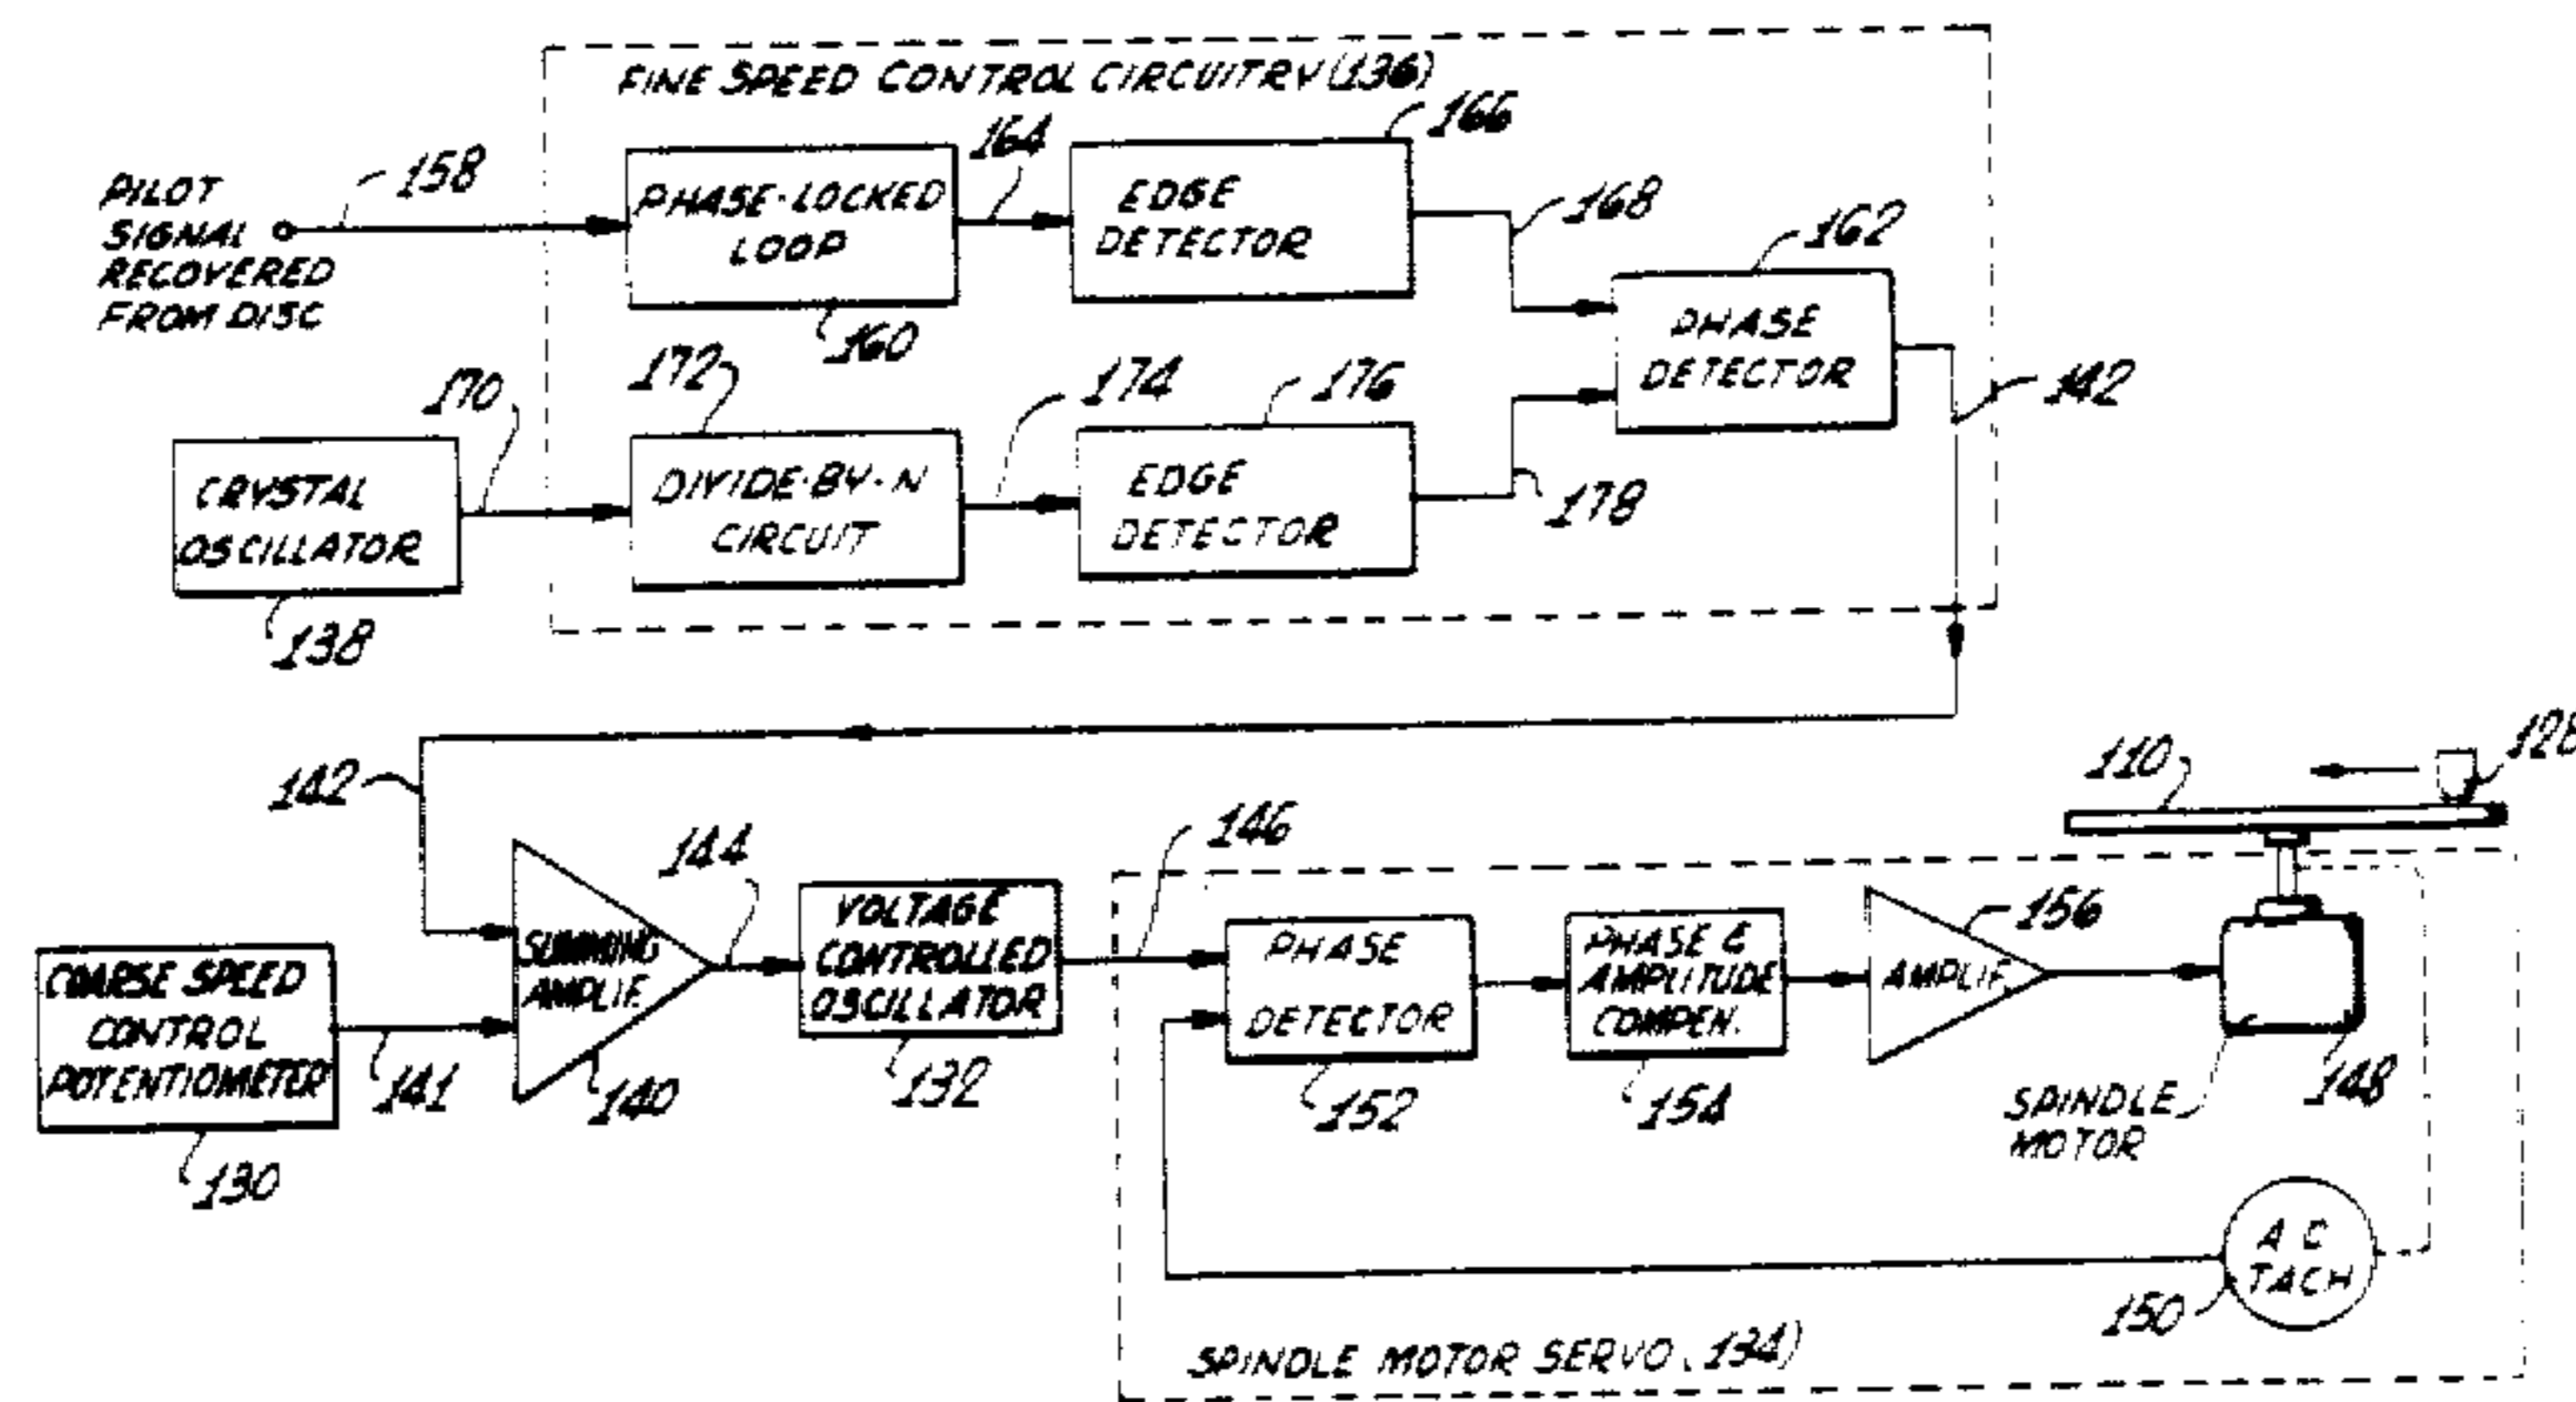 FINE SPEED CONTROL CIRCUITRY (136)
166
164
158
PILOT
SIGNAL
RECOVERED
FROM DISC
PHASE-LOCKED
LOOP
EDGE
DETECTOR
168
162
160
PHASE
DETECTOR
172
170
174
176
142
CRYSTAL
OSCILLATOR
DIVIDE-BY-N
CIRCUIT
EDGE
DETECTOR
178
138
142
110
128
144
146
156
COARSE SPEED
CONTROL
POTENTIOMETER
SUMMING
AMPLIF.
VOLTAGE
CONTROLLED
OSCILLATOR
PHASE
DETECTOR
PHASE &
AMPLITUDE
COMPEN.
AMPLIF.
141
140
132
152
154
SPINDLE
MOTOR
148
130
A C
TACH
150
SPINDLE MOTOR SERVO (134)